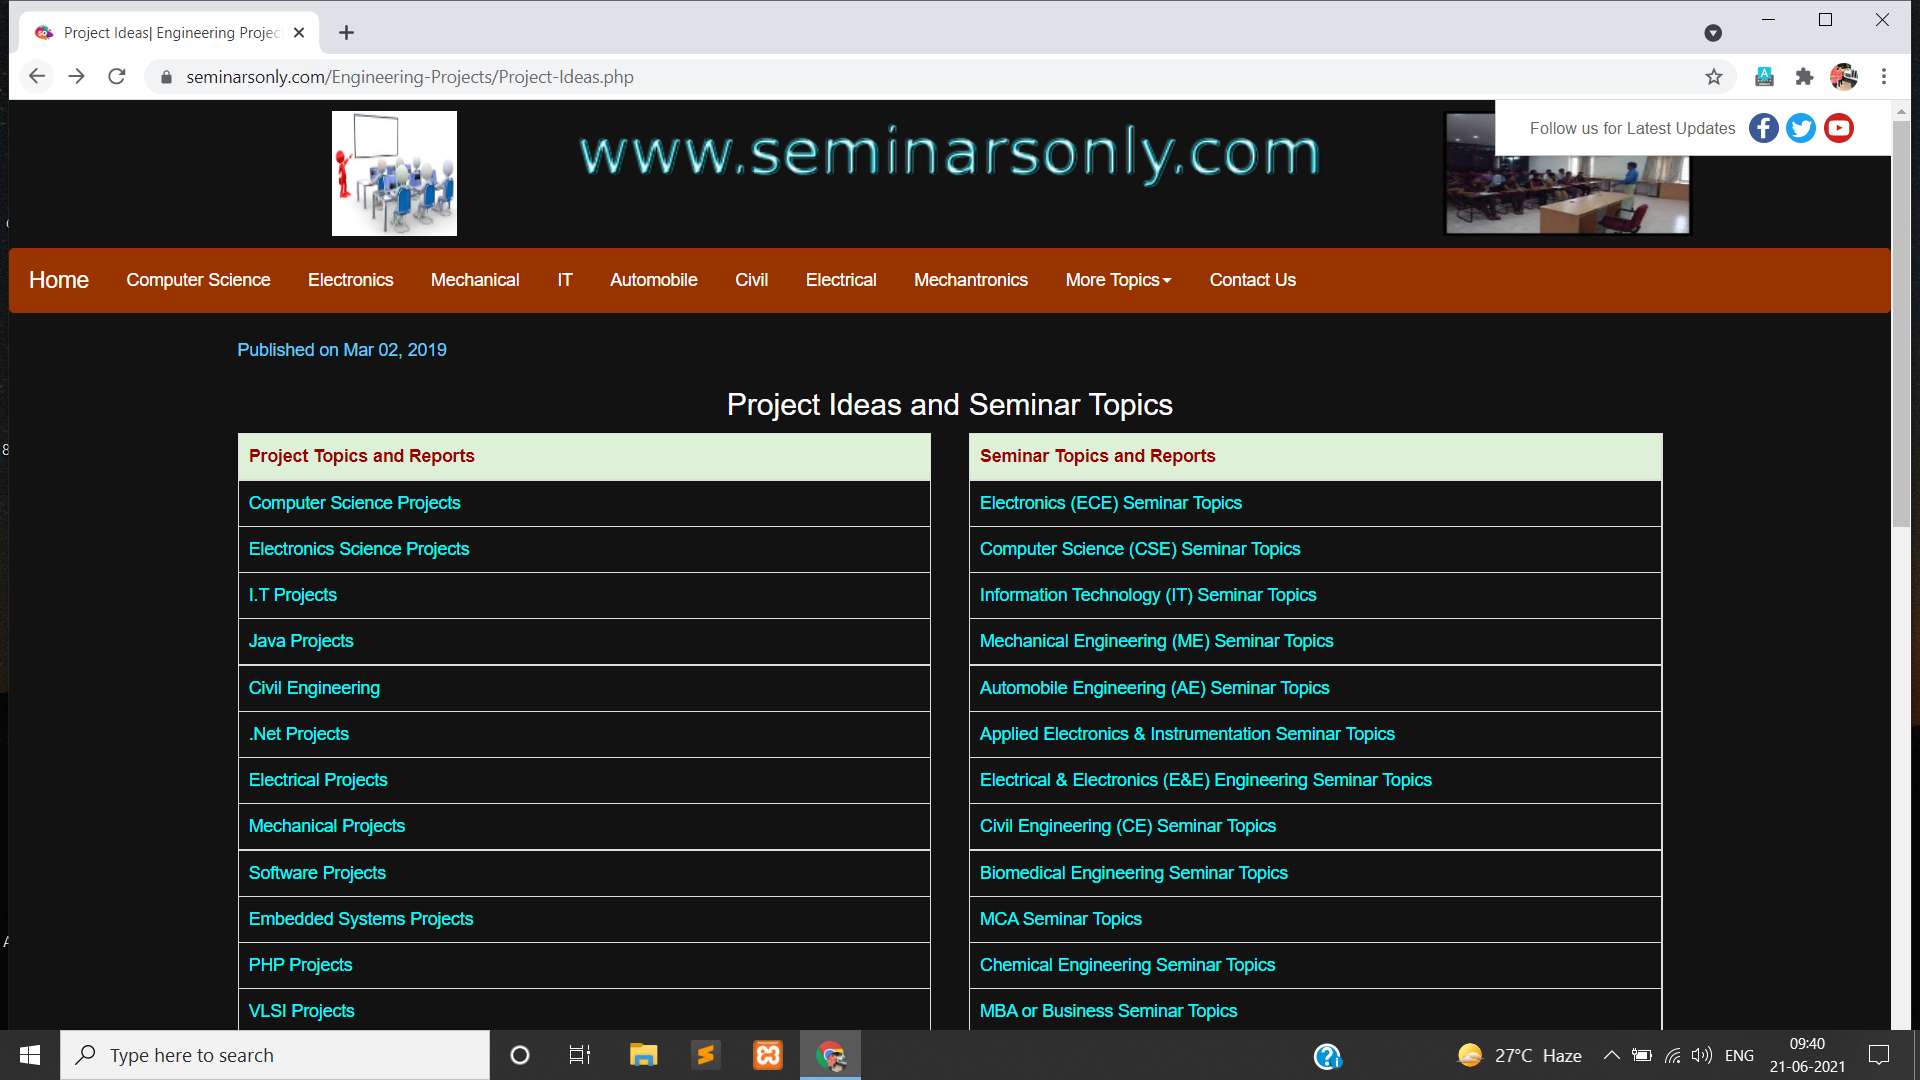 Project Ideas| Engineering Projec
seminarsonly.com/Engineering-Projects/Project-Ideas.php
www.seminarsonly.com
Follow us for Latest Updates
Home Computer Science Electronics Mechanical IT Automobile Civil Electrical Mechantronics More Topics Contact Us
Published on Mar 02, 2019
Project Ideas and Seminar Topics
Project Topics and Reports
Computer Science Projects
Electronics Science Projects
I.T Projects
Java Projects
Civil Engineering
.Net Projects
Electrical Projects
Mechanical Projects
Software Projects
Embedded Systems Projects
PHP Projects
VLSI Projects
Seminar Topics and Reports
Electronics (ECE) Seminar Topics
Computer Science (CSE) Seminar Topics
Information Technology (IT) Seminar Topics
Mechanical Engineering (ME) Seminar Topics
Automobile Engineering (AE) Seminar Topics
Applied Electronics & Instrumentation Seminar Topics
Electrical & Electronics (E&E) Engineering Seminar Topics
Civil Engineering (CE) Seminar Topics
Biomedical Engineering Seminar Topics
MCA Seminar Topics
Chemical Engineering Seminar Topics
MBA or Business Seminar Topics
Type here to search
27°C Haze
ENG
09:40
21-06-2021